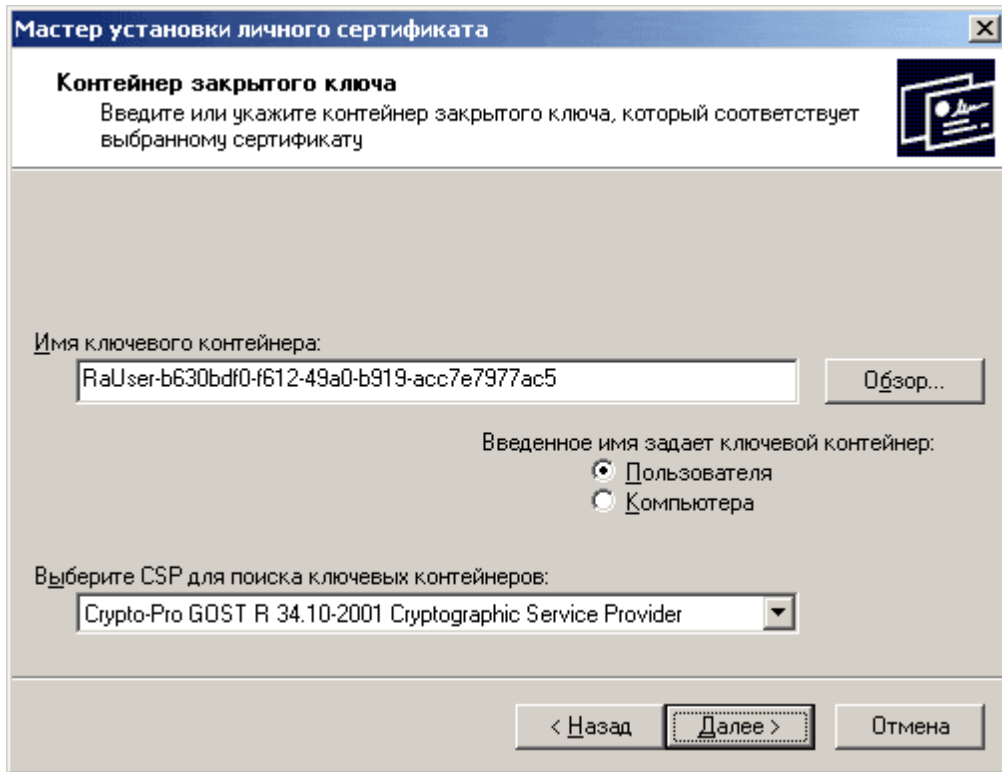 Мастер установки личного сертификата
Контейнер закрытого ключа
Введите или укажите контейнер закрытого ключа, который соответствует
выбранному сертификату
Имя ключевого контейнера:
RaUser-b630bdf0-f612-49a0-b919-acc7e7977ac5
Обзор...
Введенное имя задает ключевой контейнер:
Пользователя
Компьютера
Выберите CSP для поиска ключевых контейнеров:
Crypto-Pro GOST R 34.10-2001 Cryptographic Service Provider
< Назад
Далее >
Отмена